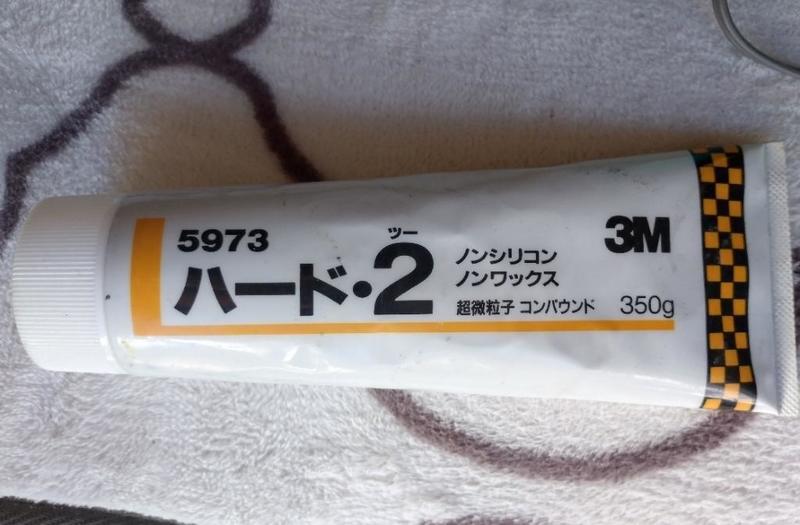 5973
ツー
ハード・2
ノンシリコン
ノンワックス
超微粒子 コンパウンド 350g
3M